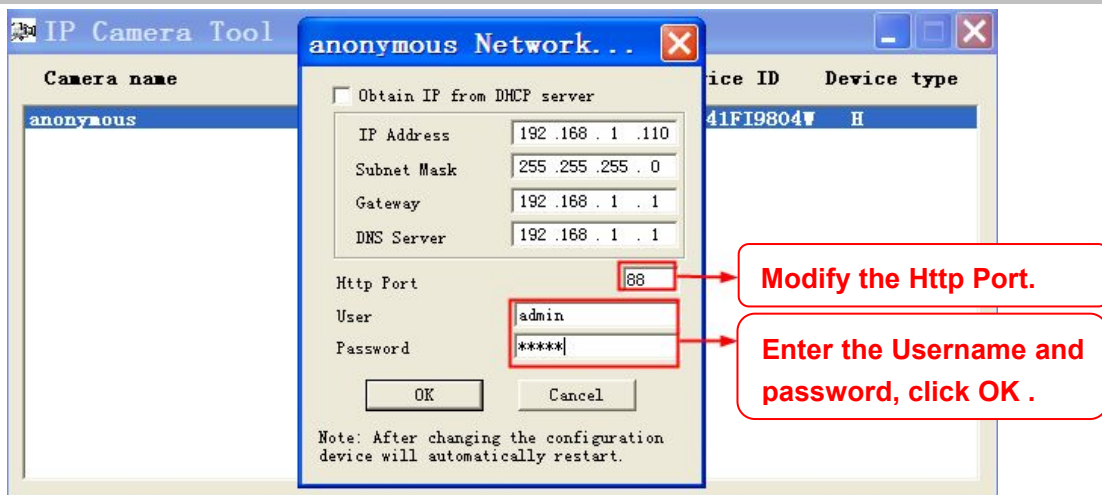 IP Camera Tool
anonymous Network...
Camera name
ice ID Device type
anonymous
41FI9804W H
Obtain IP from DHCP server
IP Address 192 .168 . 1 .110
Subnet Mask 255 .255 .255 . 0
Gateway 192 .168 . 1 . 1
DNS Server 192 .168 . 1 . 1
Http Port 88
Modify the Http Port.
User admin
Password *****
Enter the Username and
password, click OK .
OK Cancel
Note: After changing the configuration
device will automatically restart.